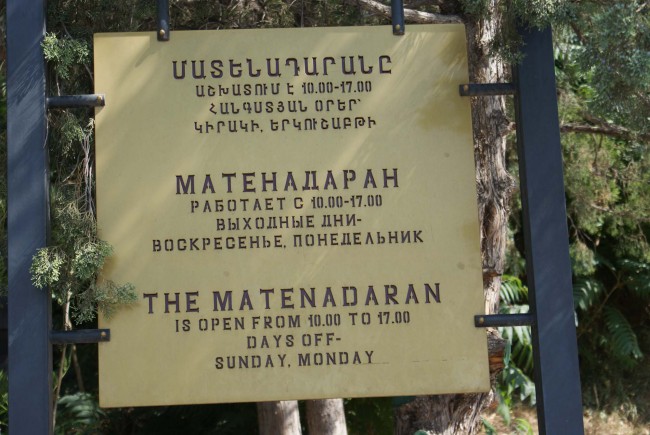 ՄԱՏԵՆԱԴԱՐԱՆԸ
ԱՇԽԱՏՈՒՄ Է 10.00-17.00
ՀԱՆԳՍՏՅԱՆ ՕՐԵՐ՝
ԿԻՐԱԿԻ, ԵՐԿՈՒՇԱԲԹԻ
МАТЕНАДАРАН
РАБОТАЕТ С 10.00-17.00
ВЫХОДНЫЕ ДНИ-
ВОСКРЕСЕНЬЕ, ПОНЕДЕЛЬНИК
THE MATENADARAN
IS OPEN FROM 10.00 TO 17.00
DAYS OFF-
SUNDAY, MONDAY